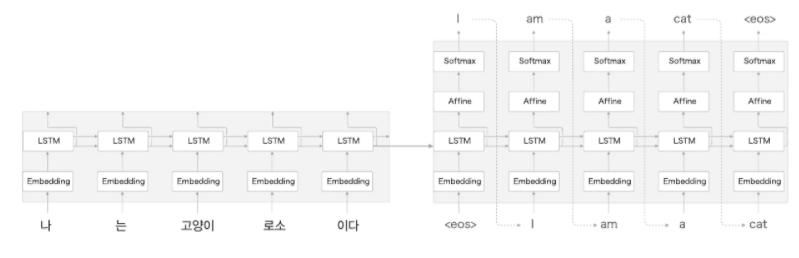 I am a cat <eos>
Softmax Softmax Softmax Softmax Softmax
Affine Affine Affine Affine Affine
LSTM LSTM LSTM LSTM LSTM LSTM LSTM LSTM LSTM LSTM
Embedding Embedding Embedding Embedding Embedding Embedding Embedding Embedding Embedding Embedding
나 는 고양이 로소 이다 <eos> I am a cat